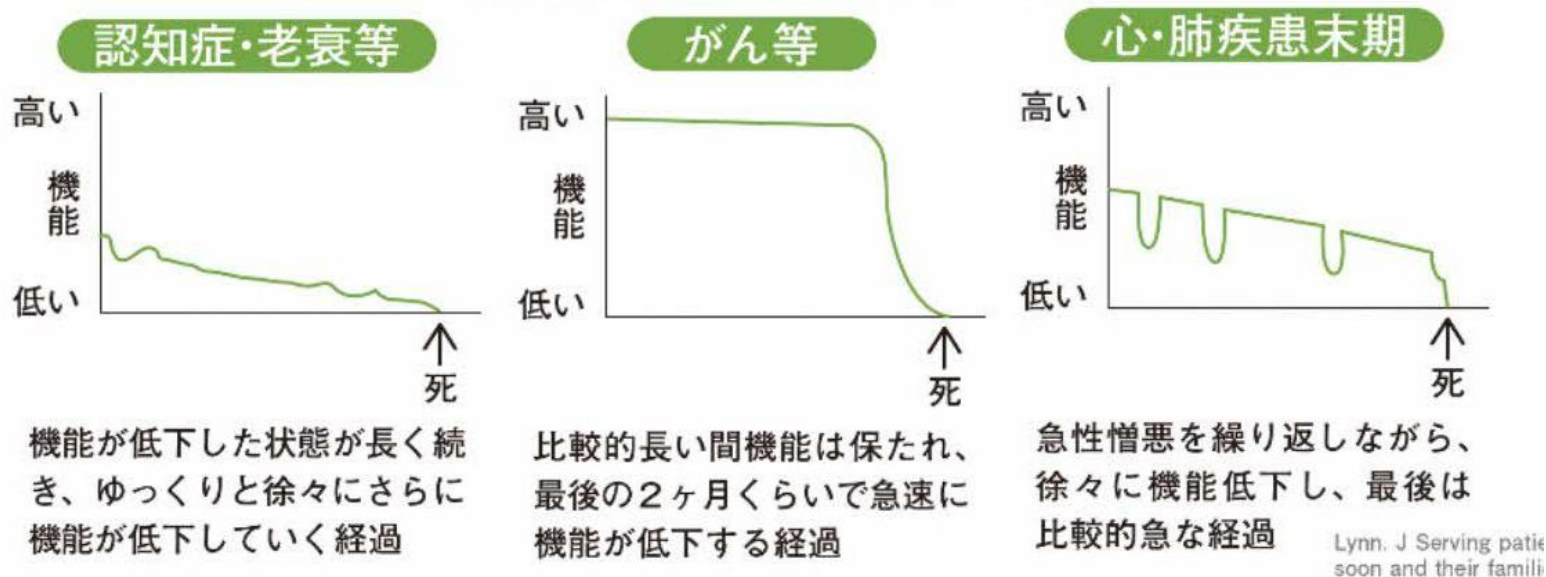 認知症・老衰等
高い
機能
低い
死
機能が低下した状態が長く続
き、ゆっくりと徐々にさらに
機能が低下していく経過
がん等
高い
機能
低い
死
比較的長い間機能は保たれ、
最後の2ヶ月くらいで急速に
機能が低下する経過
心・肺疾患末期
高い
機能
低い
死
急性憎悪を繰り返しながら、
徐々に機能低下し、最後は
比較的急な経過
Lynn. J Serving patie
soon and their familie